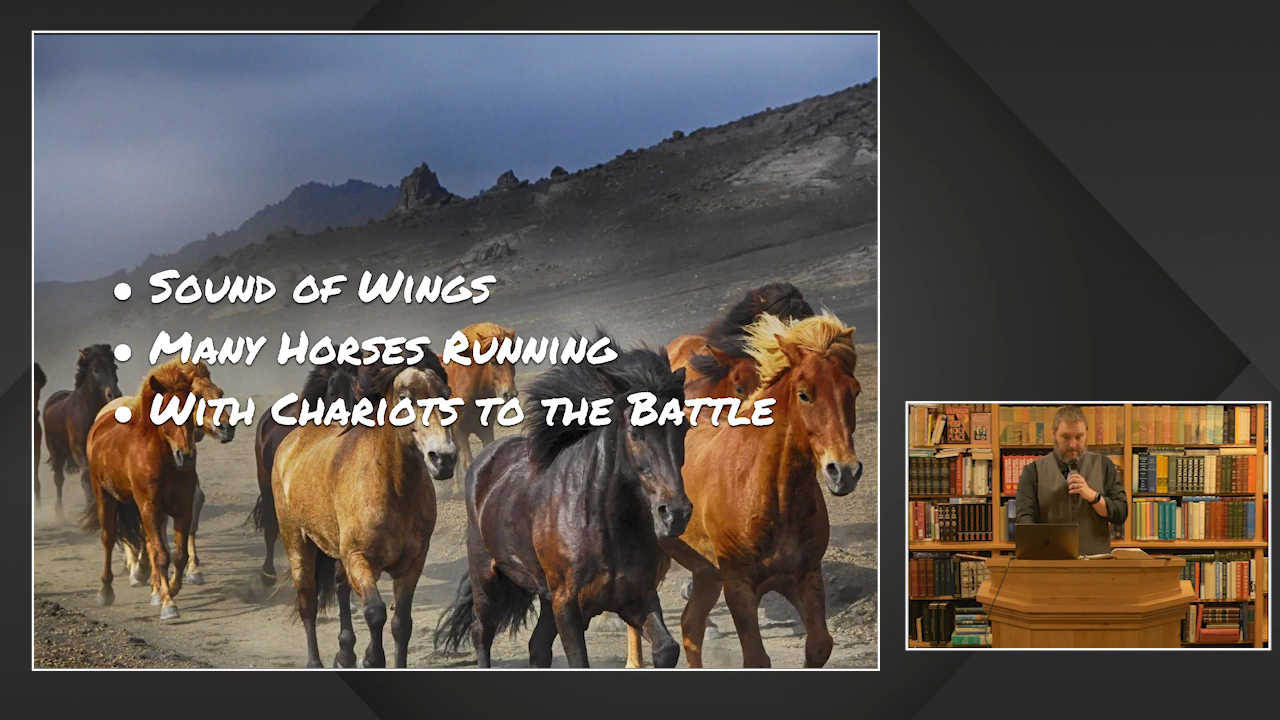 • Sound of Wings
• Many Horses Running
• With Chariots to the Battle